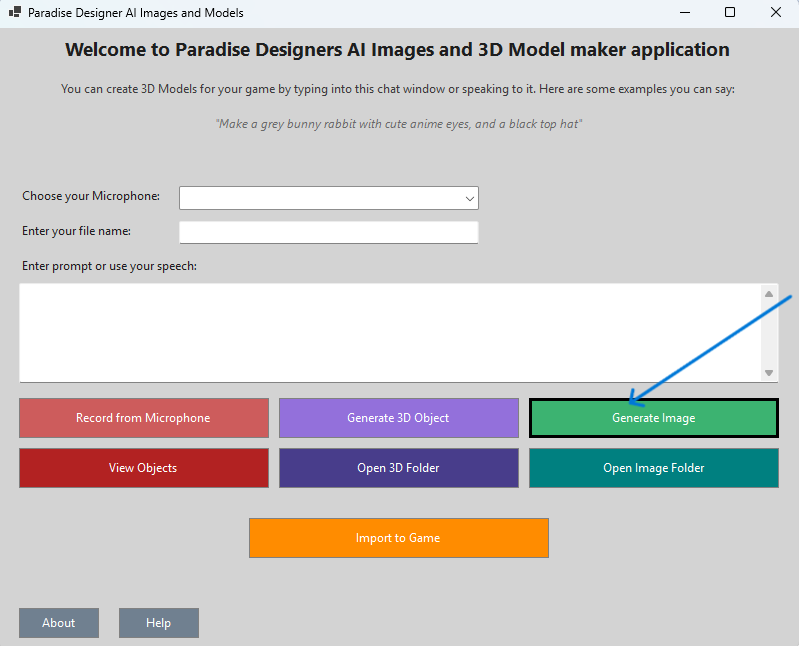 Paradise Designer AI Images and Models
Welcome to Paradise Designers AI Images and 3D Model maker application
You can create 3D Models for your game by typing into this chat window or speaking to it. Here are some examples you can say:
"Make a grey bunny rabbit with cute anime eyes, and a black top hat"
Choose your Microphone:
Enter your file name:
Enter prompt or use your speech:
Record from Microphone
Generate 3D Object
Generate Image
View Objects
Open 3D Folder
Open Image Folder
Import to Game
About
Help